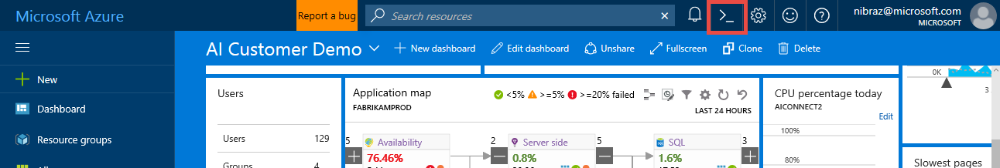 Microsoft Azure
Report a bug
Search resources
nibraz@microsoft.com
MICROSOFT
AI Customer Demo
New dashboard
Edit dashboard
Unshare
Fullscreen
Clone
Delete
New
Dashboard
Resource groups
Users
Users 129
Groups 4
Application map
FABRIKAMPROD
<5% >=5% >=20% failed
LAST 24 HOURS
5 Availability 2 Server side 5 SQL 3
76.46% 0.8% 1.6%
CPU percentage today
AICONNECT2
Edit
100%
80%
0K
3
Slowest pages